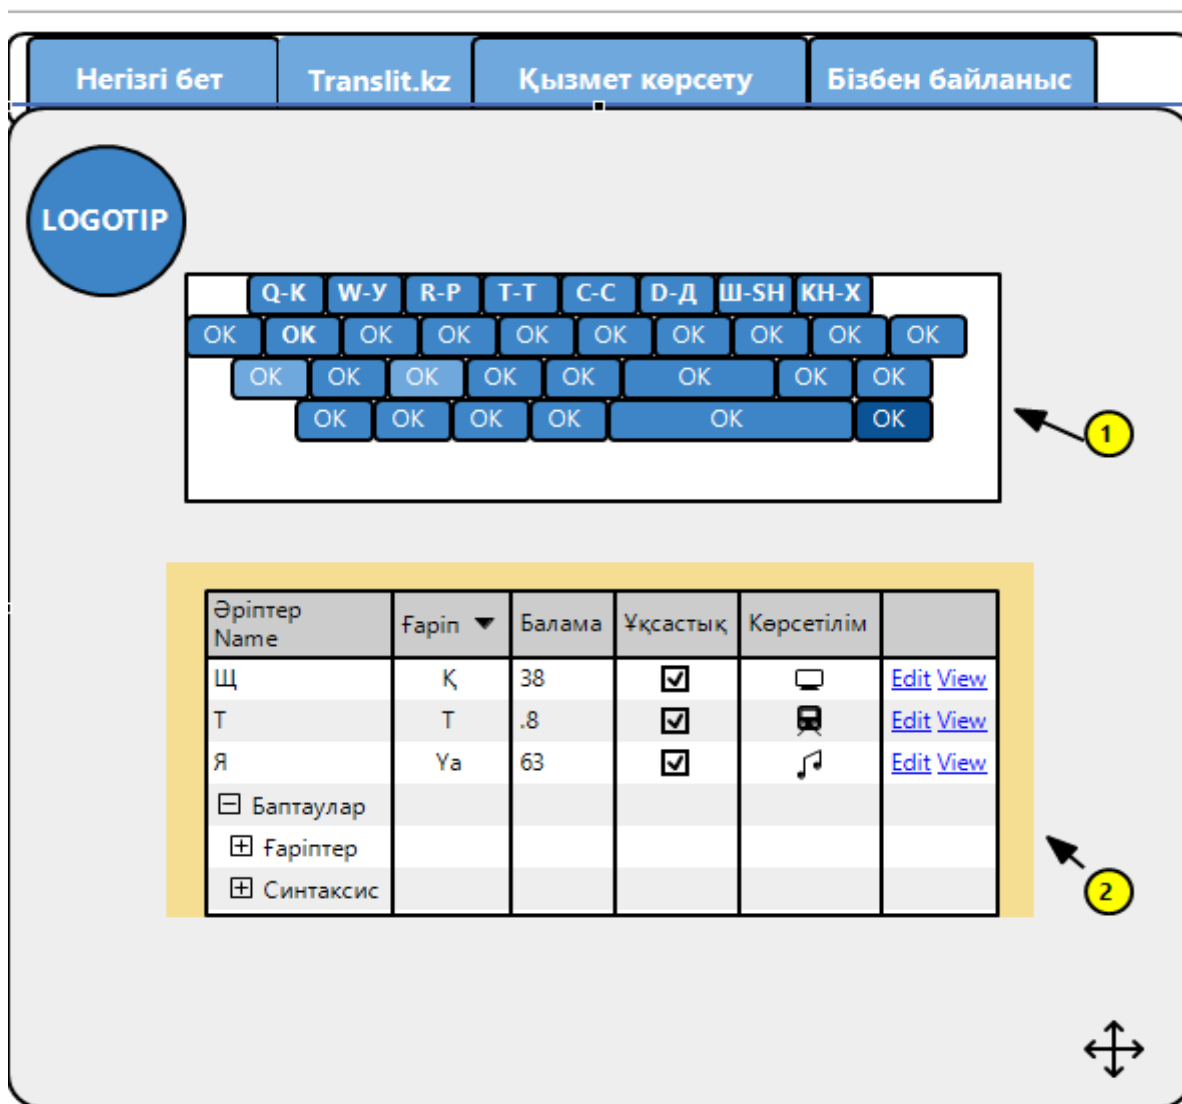 Негізгі бет Translit.kz Қызмет көрсету Бізбен байланыс
LOGOTIP
Q-K W-У R-P T-T C-C D-Д Ш-SH KH-X
OK OK OK OK OK OK OK OK OK OK
OK OK OK OK OK OK OK OK
OK OK OK OK OK OK
1
Әріптер Name Ғаріп Балама Ұқсастық Көрсетілім
Щ Қ 38 Edit View
Т Т .8 Edit View
Я Ya 63 Edit View
Баптаулар
Ғаріптер
Синтаксис
2